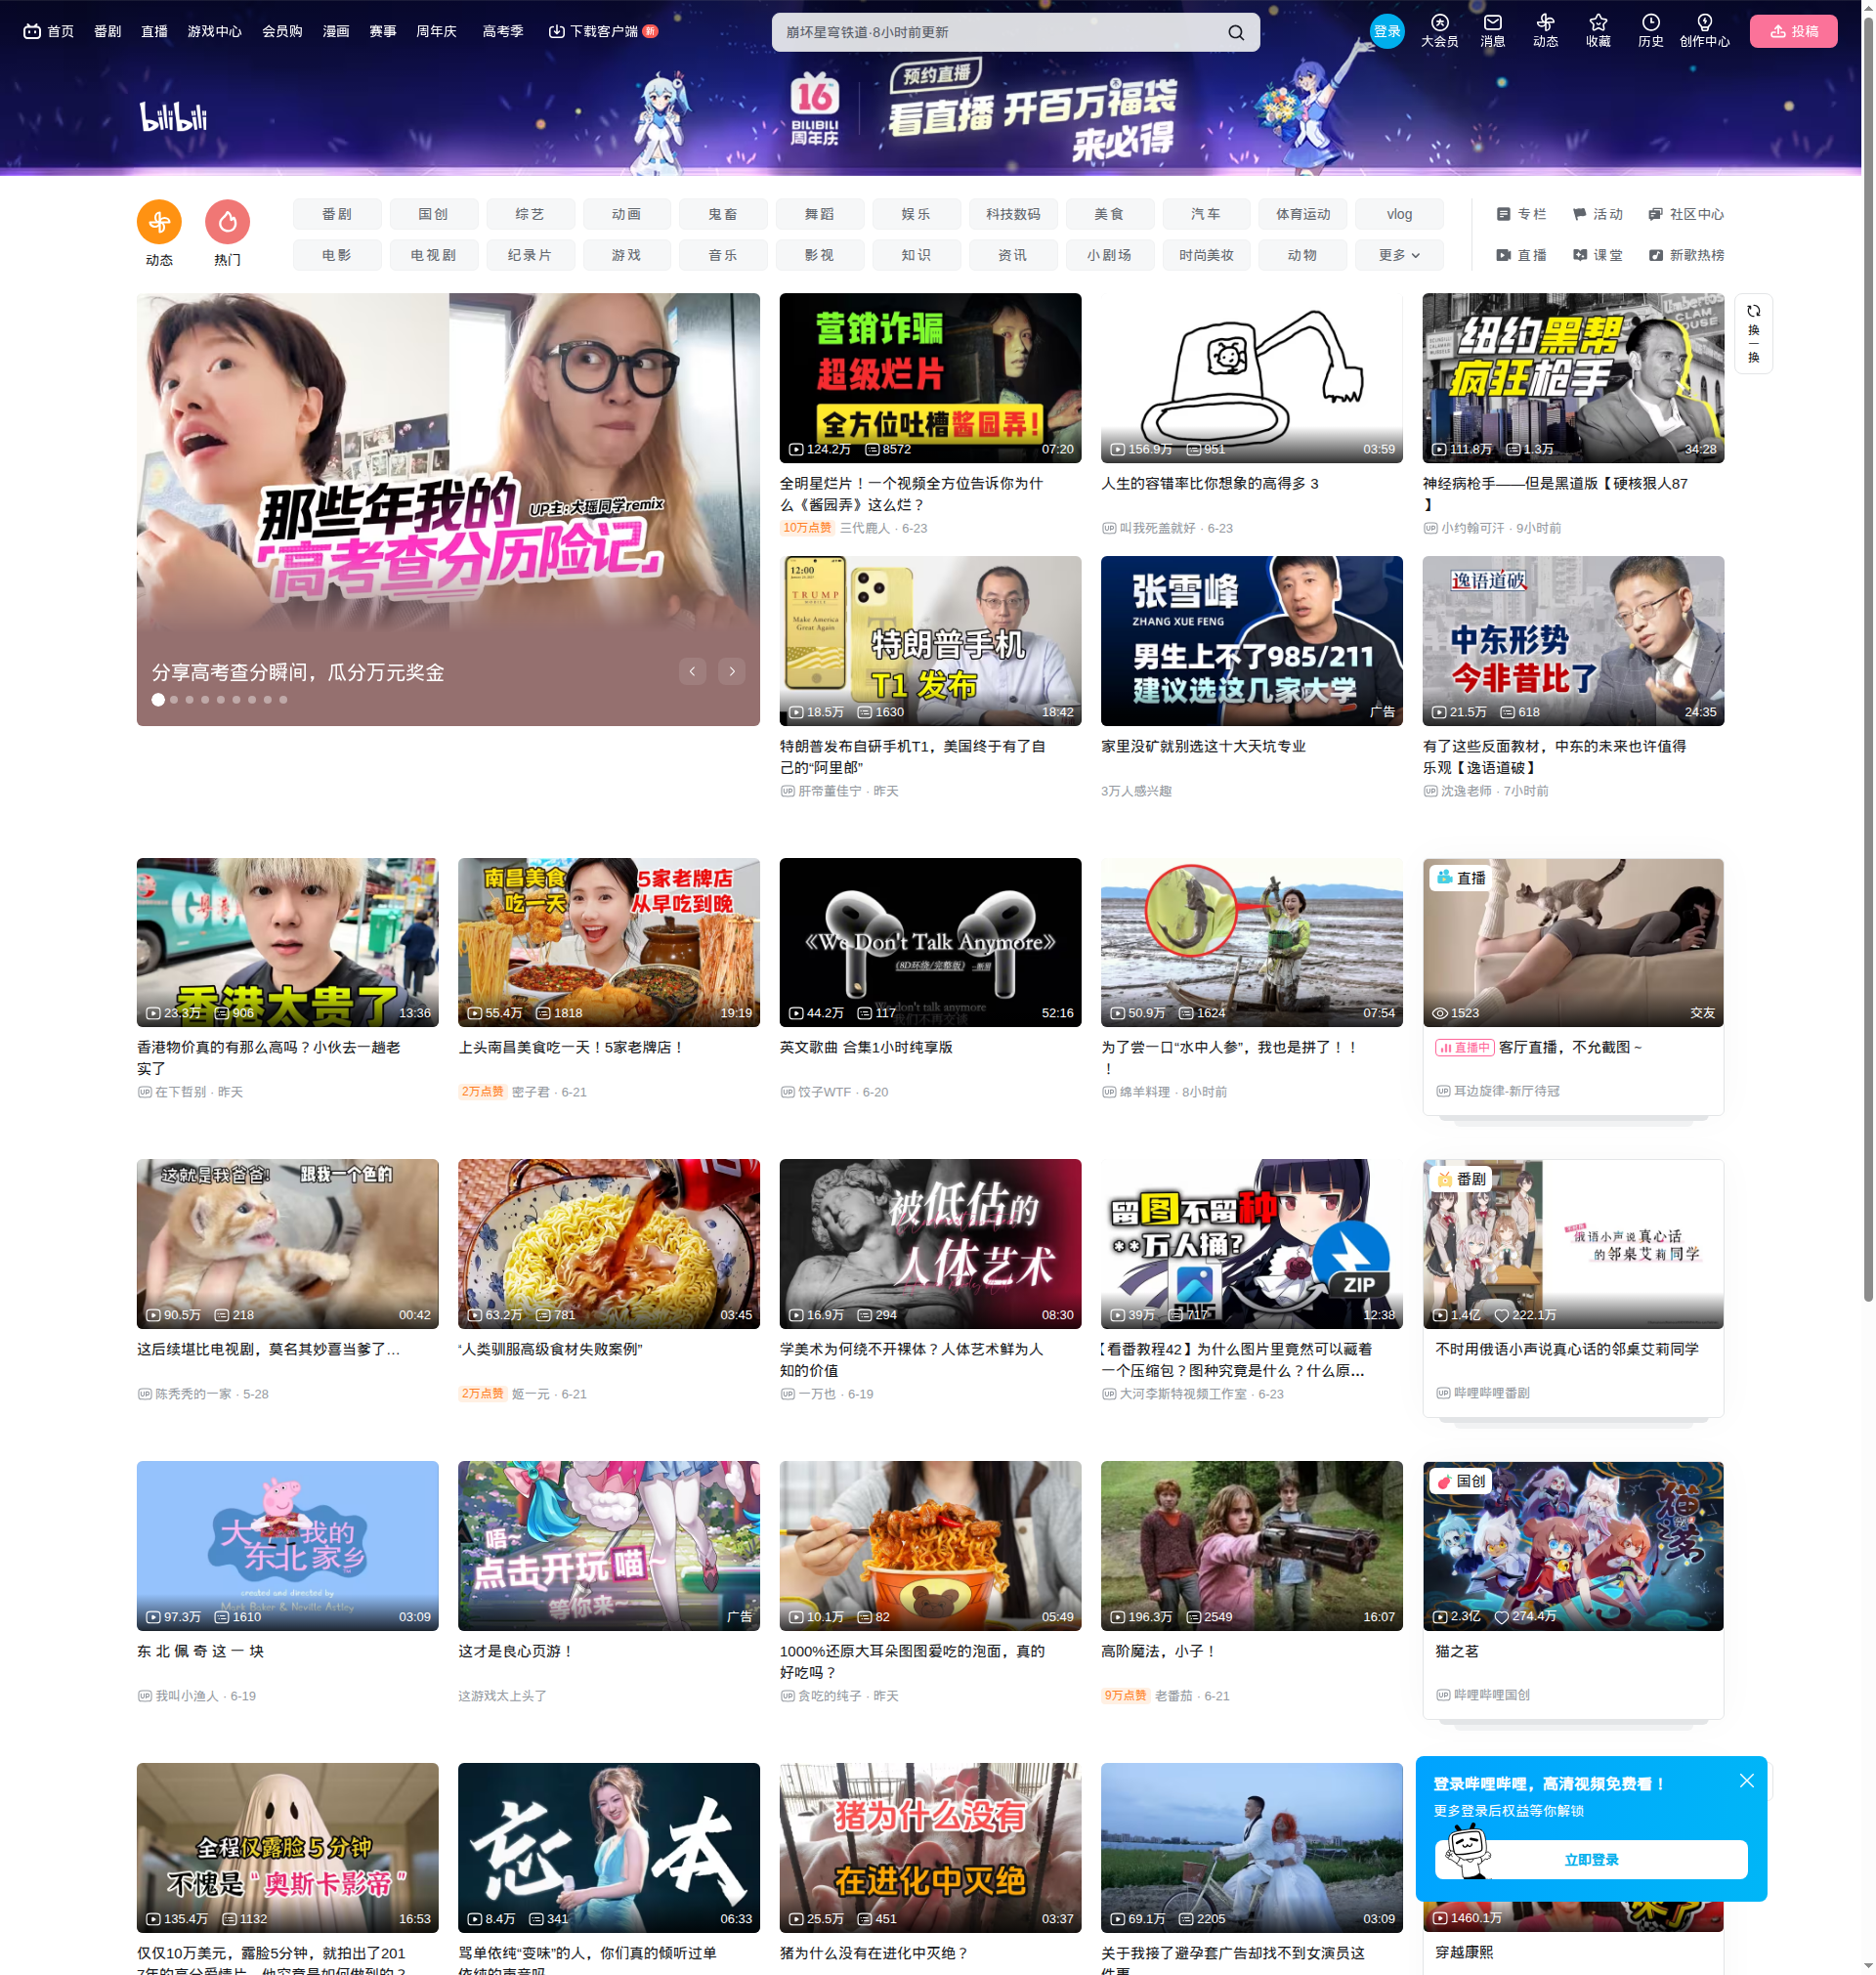 首页 番剧 直播 游戏中心 会员购 漫画 赛事 周年庆 高考季 下载客户端 新
崩坏星穹铁道·8小时前更新
登录 大会员 消息 动态 收藏 历史 创作中心 投稿
bilibili
16
BILIBILI
周年庆
预约直播
看直播 开百万福袋
来必得
动态 热门
番剧 国创 综艺 动画 鬼畜 舞蹈 娱乐 科技数码 美食 汽车 体育运动 vlog
电影 电视剧 纪录片 游戏 音乐 影视 知识 资讯 小剧场 时尚美妆 动物 更多
专栏 活动 社区中心
直播 课堂 新歌热榜
那些年我的
UP主:大瑶同学remix
高考查分历险记
分享高考查分瞬间，瓜分万元奖金
营销诈骗
超级烂片
全方位吐槽酱园弄！
124.2万 8572 07:20
全明星烂片！一个视频全方位告诉你为什
么《酱园弄》这么烂？
10万点赞 三代鹿人 · 6-23
156.9万 951 03:59
人生的容错率比你想象的高得多 3
叫我死盖就好 · 6-23
纽约黑帮
疯狂枪手
111.8万 1.3万 34:28
神经病枪手——但是黑道版【硬核狠人87
】
小约翰可汗 · 9小时前
换
一
换
12:00
TRUMP
Make America
Great Again
特朗普手机
T1 发布
18.5万 1630 18:42
特朗普发布自研手机T1，美国终于有了自
己的“阿里郎”
肝帝董佳宁 · 昨天
张雪峰
ZHANG XUE FENG
男生上不了985/211
建议选这几家大学
广告
家里没矿就别选这十大天坑专业
3万人感兴趣
逸语道破
中东形势
今非昔比了
21.5万 618 24:35
有了这些反面教材，中东的未来也许值得
乐观【逸语道破】
沈逸老师 · 7小时前
香港太贵了
23.3万 906 13:36
香港物价真的有那么高吗？小伙去一趟老
实了
在下哲别 · 昨天
南昌美食
吃一天
5家老牌店
从早吃到晚
55.4万 1818 19:19
上头南昌美食吃一天！5家老牌店！
2万点赞 密子君 · 6-21
《We Don't Talk Anymore》
We don't talk anymore
我们不再交谈
44.2万 117 52:16
英文歌曲 合集1小时纯享版
饺子WTF · 6-20
50.9万 1624 07:54
为了尝一口“水中人参”，我也是拼了！！
！
绵羊料理 · 8小时前
直播
1523 交友
直播中 客厅直播，不允截图 ~
耳边旋律-新厅待冠
这就是我爸爸! 跟我一个色的
90.5万 218 00:42
这后续堪比电视剧，莫名其妙喜当爹了…
陈秃秃的一家 · 5-28
63.2万 781 03:45
“人类驯服高级食材失败案例”
2万点赞 姬一元 · 6-21
被低估的
人体艺术
16.9万 294 08:30
学美术为何绕不开裸体？人体艺术鲜为人
知的价值
一万也 · 6-19
留图不留种
**万人捅?
ZIP
39万 717 12:38
【看番教程42】为什么图片里竟然可以藏着
一个压缩包？图种究竟是什么？什么原...
大河李斯特视频工作室 · 6-23
番剧
不时用俄语小声说真心话
的邻桌艾莉同学
1.4亿 222.1万
不时用俄语小声说真心话的邻桌艾莉同学
哔哩哔哩番剧
大 我的
东北家乡
created and directed by
Mark Baker & Neville Astley
97.3万 1610 03:09
东 北 佩 奇 这 一 块
我叫小渔人 · 6-19
唔~
点击开玩喵~
等你来~
广告
这才是良心页游！
这游戏太上头了
10.1万 82 05:49
1000%还原大耳朵图图爱吃的泡面，真的
好吃吗？
贪吃的纯子 · 昨天
196.3万 2549 16:07
高阶魔法，小子！
9万点赞 老番茄 · 6-21
国创
猫之茗
2.3亿 274.4万
猫之茗
哔哩哔哩国创
全程仅露脸5分钟
不愧是“奥斯卡影帝”
135.4万 1132 16:53
仅仅10万美元，露脸5分钟，就拍出了201
7年的高分爱情片，他究竟是如何做到的？
忘本
8.4万 341 06:33
骂单依纯“变味”的人，你们真的倾听过单
依纯的声音吗
猪为什么没有
在进化中灭绝
25.5万 451 03:37
猪为什么没有在进化中灭绝？
69.1万 2205 03:09
关于我接了避孕套广告却找不到女演员这
件事
登录哔哩哔哩，高清视频免费看！
更多登录后权益等你解锁
立即登录
1460.1万
穿越康熙